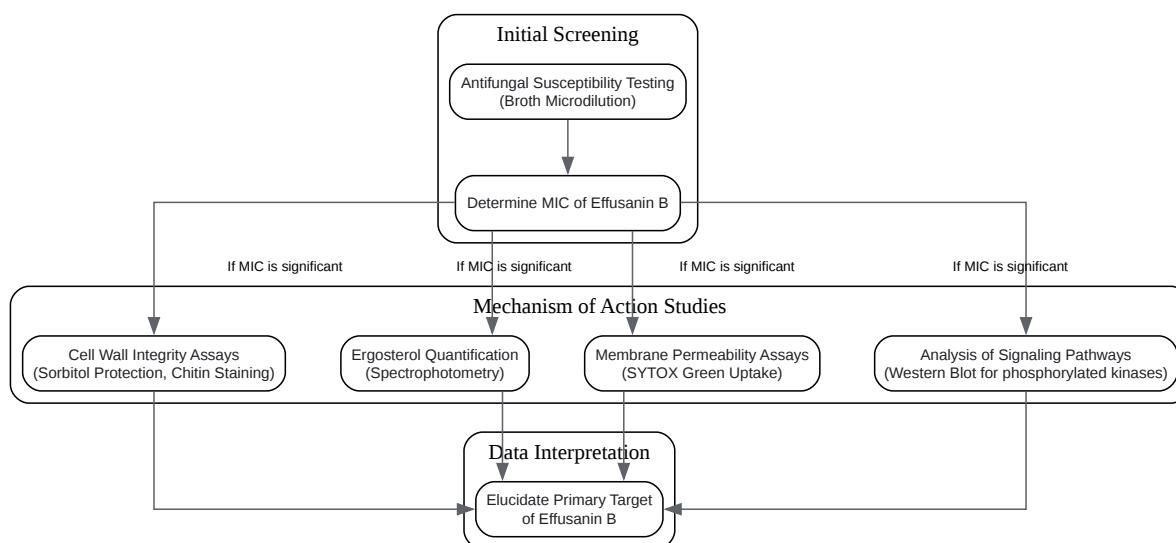 Initial Screening
Antifungal Susceptibility Testing
(Broth Microdilution)
Determine MIC of Effusanin B
If MIC is significant
If MIC is significant
If MIC is significant
If MIC is significant
Mechanism of Action Studies
Cell Wall Integrity Assays
(Sorbitol Protection, Chitin Staining)
Ergosterol Quantification
(Spectrophotometry)
Membrane Permeability Assays
(SYTOX Green Uptake)
Analysis of Signaling Pathways
(Western Blot for phosphorylated kinases)
Data Interpretation
Elucidate Primary Target
of Effusanin B